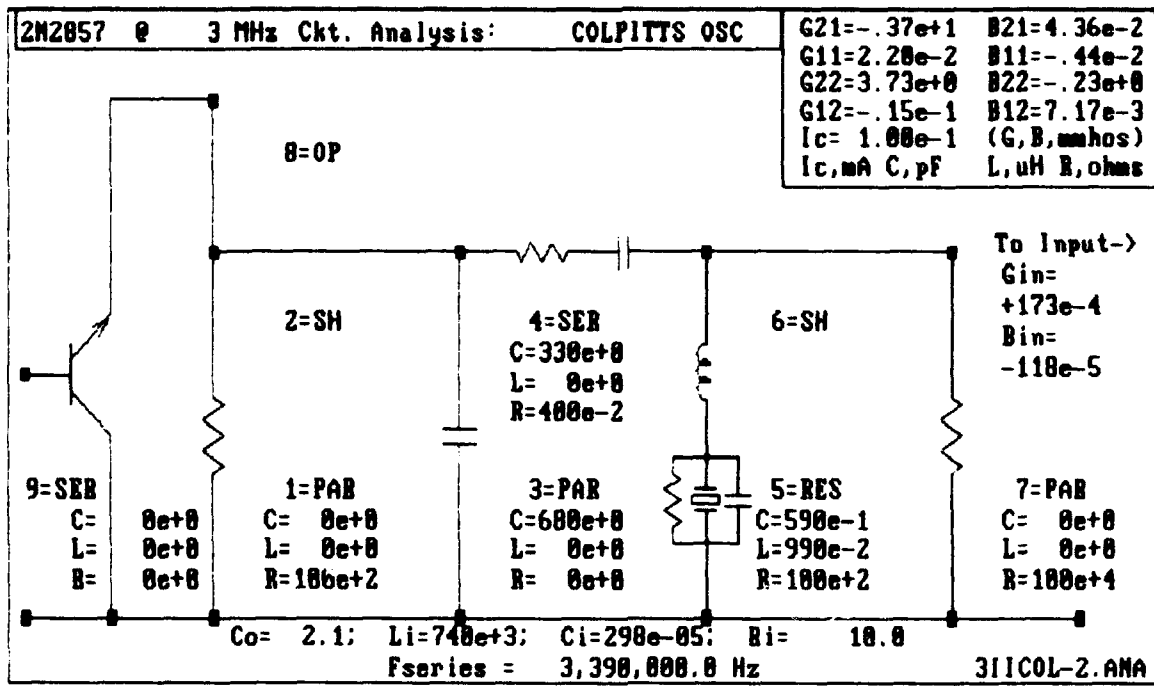 2N2857 @ 3 MHz Ckt. Analysis: COLPITTS OSC
G21=-.37e+1 B21=4.36e-2
G11=2.20e-2 B11=-.44e-2
G22=3.73e+0 B22=-.23e+0
G12=-.15e-1 B12=7.17e-3
Ic= 1.00e-1 (G,B,mmhos)
Ic,mA C,pF L,uH R,ohms
8=OP
To Input->
Gin=
+173e-4
Bin=
-118e-5
2=SH
4=SER
C=330e+0
L= 0e+0
R=400e-2
6=SH
9=SER
C= 0e+0
L= 0e+0
R= 0e+0
1=PAR
C= 0e+0
L= 0e+0
R=106e+2
3=PAR
C=680e+0
L= 0e+0
R= 0e+0
5=RES
C=590e-1
L=990e-2
R=100e+2
7=PAR
C= 0e+0
L= 0e+0
R=100e+4
Co= 2.1; Li=740e+3; Ci=298e-05; Ri= 10.0
Fseries = 3,390,000.0 Hz
3IICOL-2.ANA